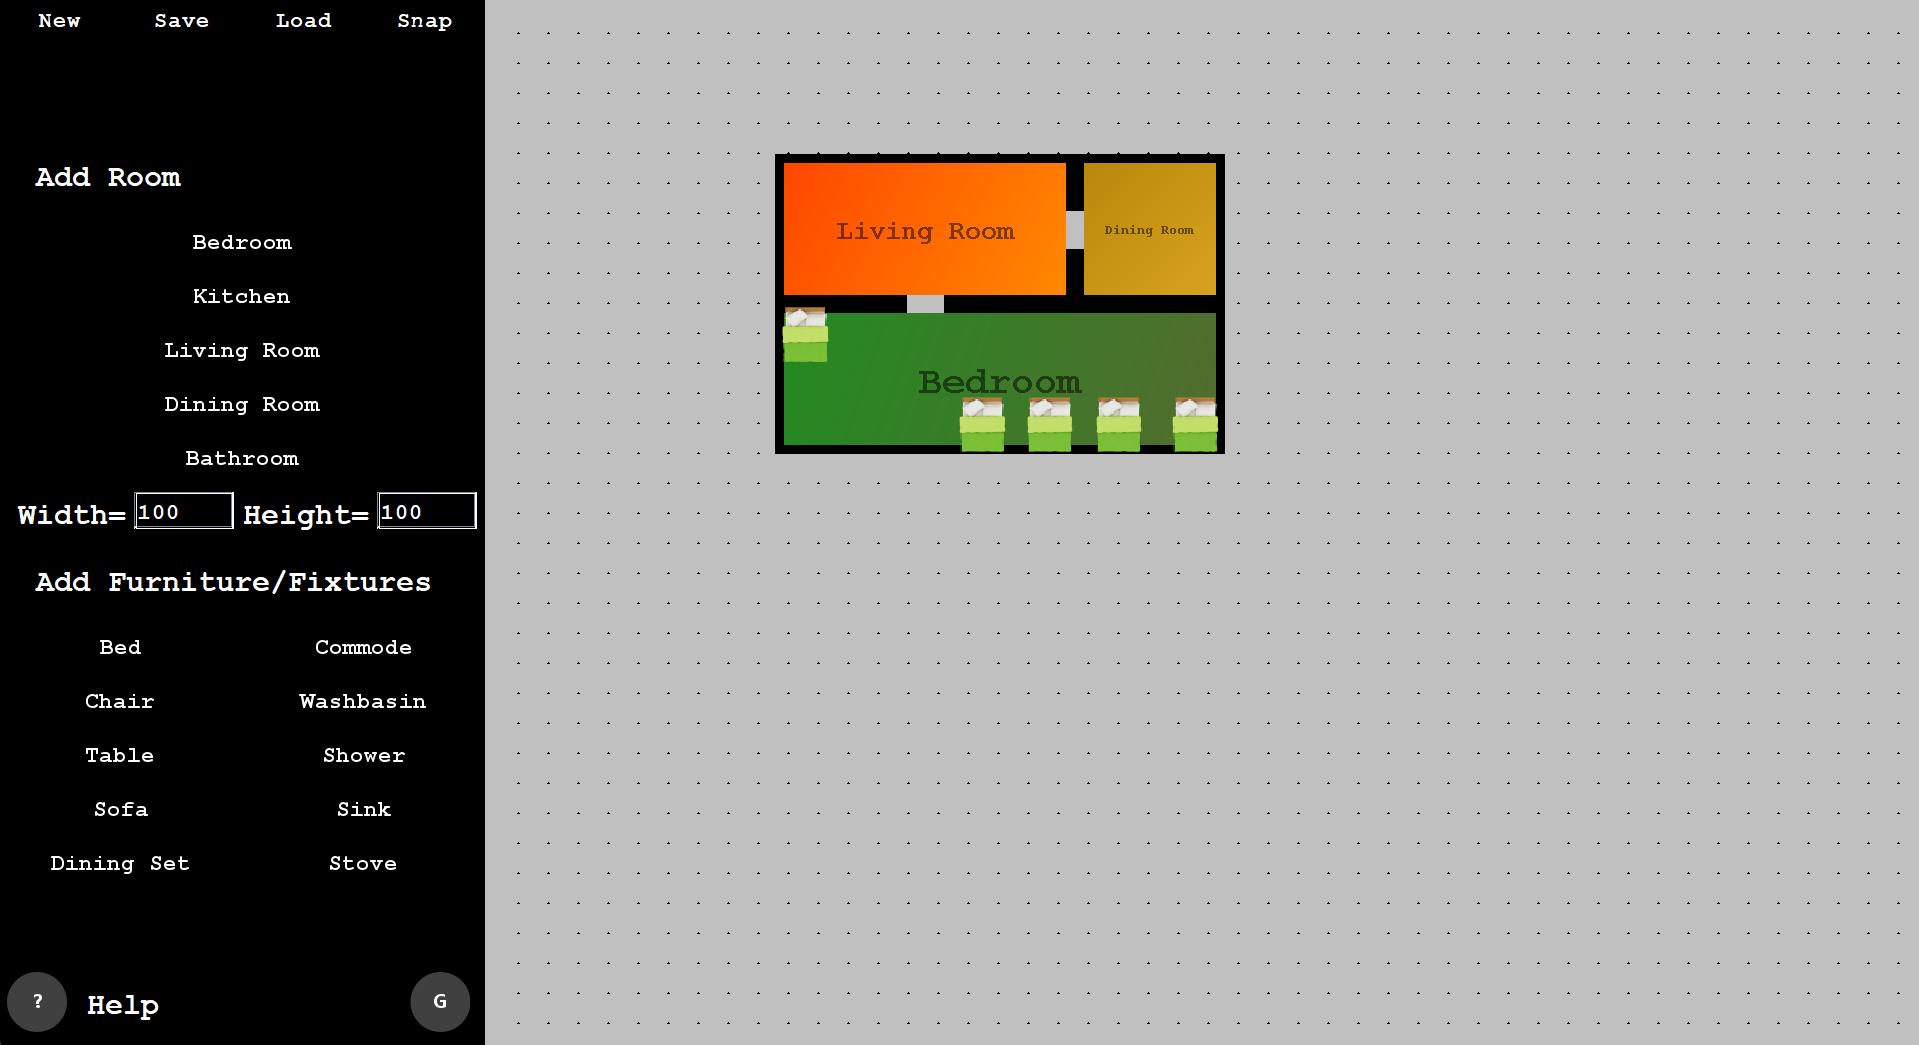 New Save Load Snap
Add Room
Bedroom
Kitchen
Living Room
Dining Room
Bathroom
Width= 100 Height= 100
Add Furniture/Fixtures
Bed Commode
Chair Washbasin
Table Shower
Sofa Sink
Dining Set Stove
? Help G
Living Room
Dining Room
Bedroom